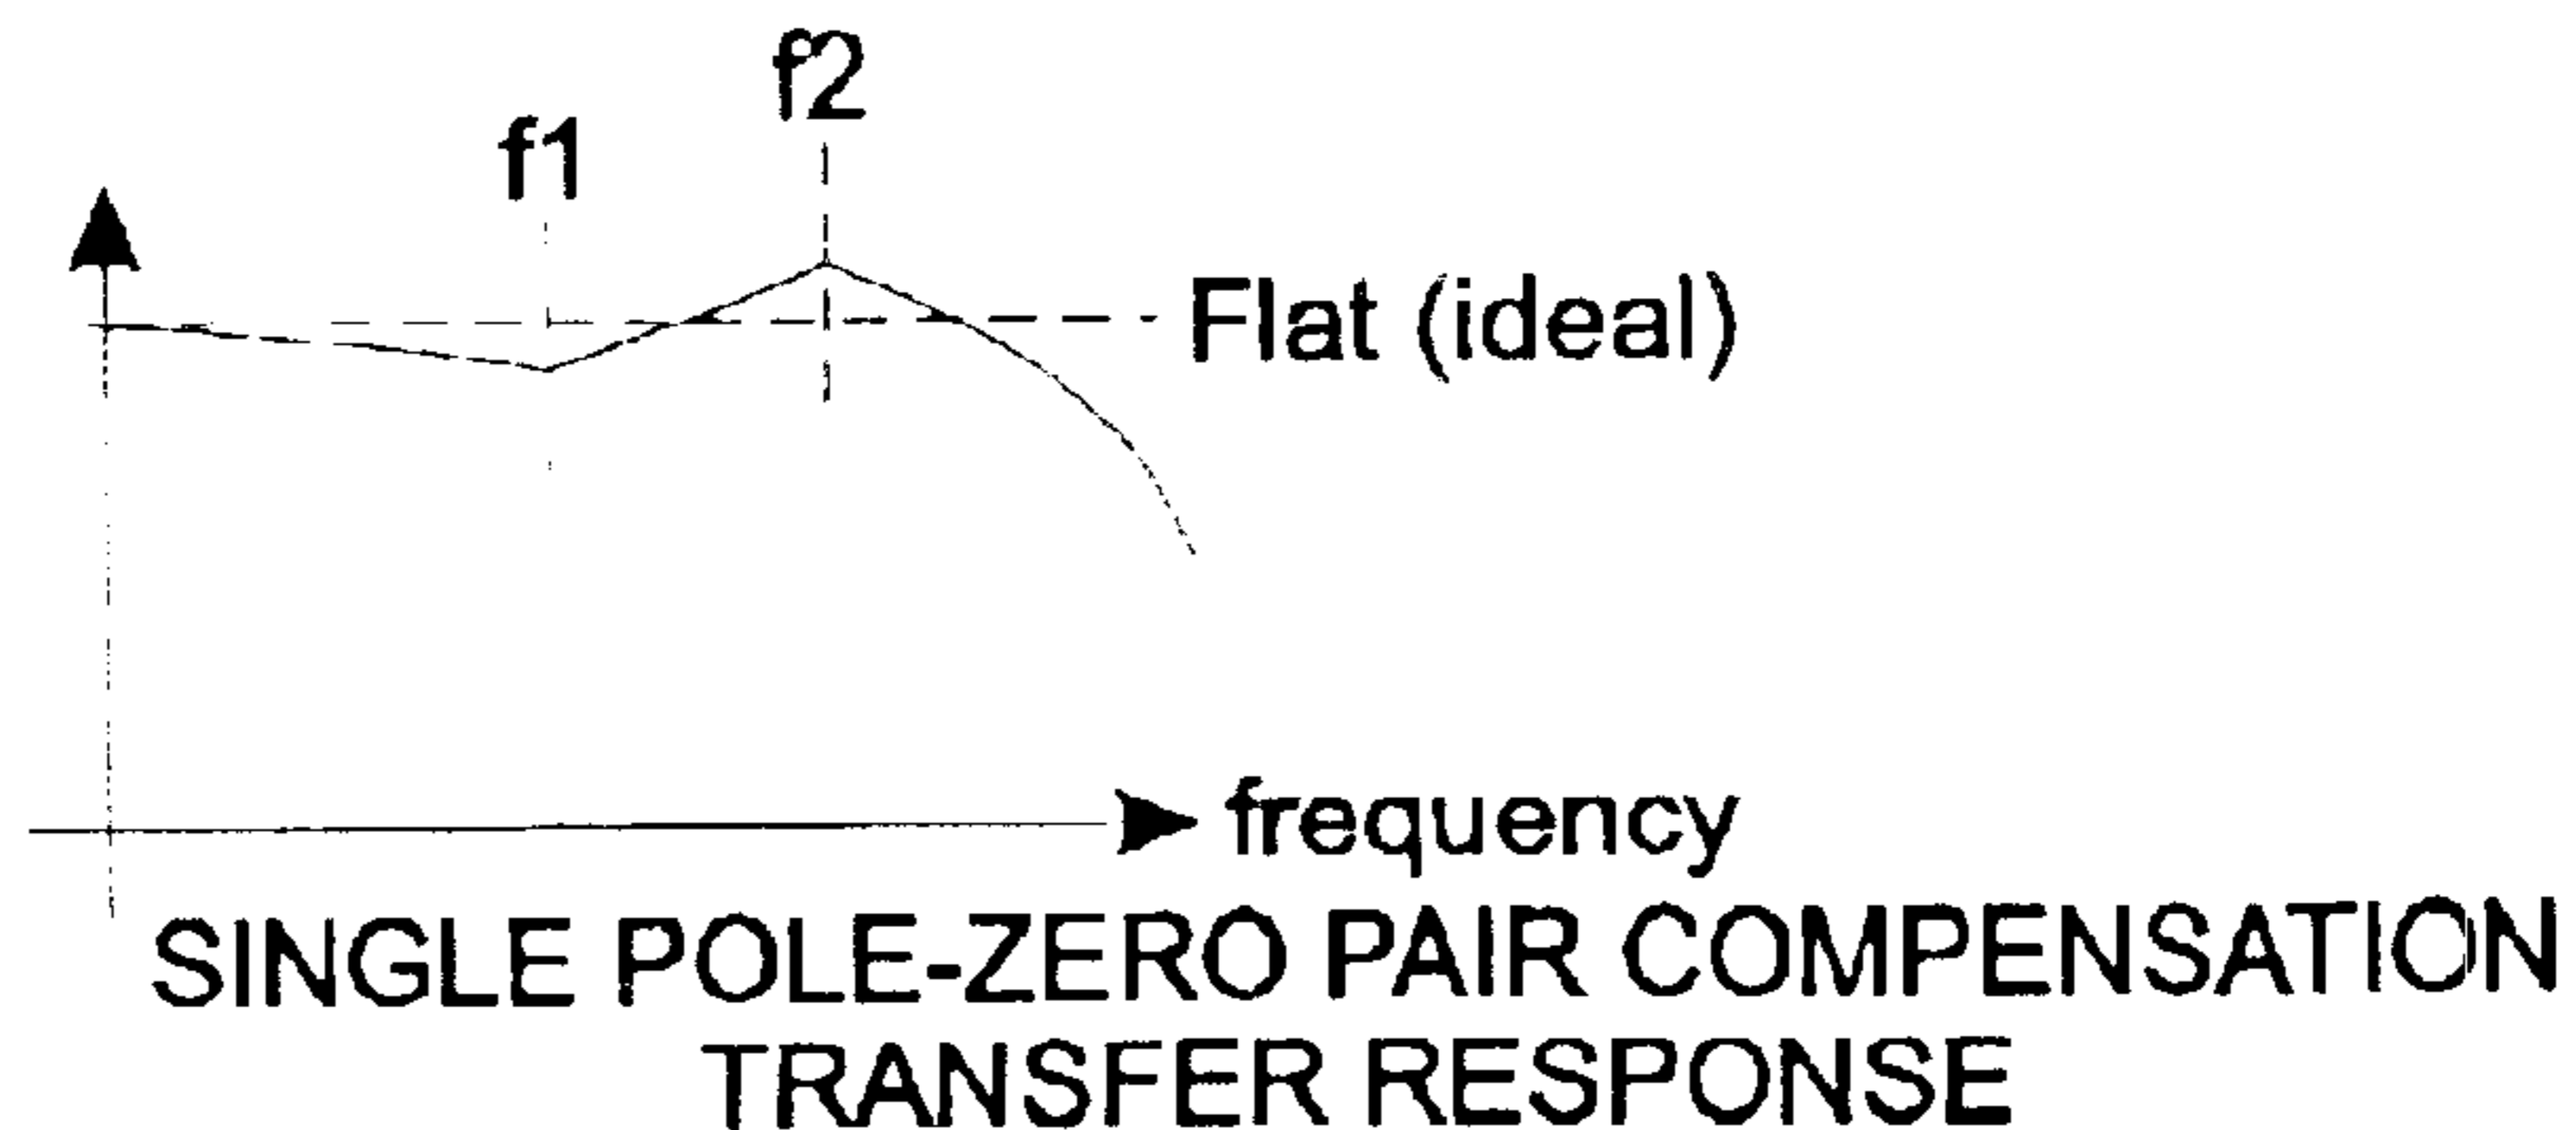 f2
f1
Flat (ideal)
frequency
SINGLE POLE-ZERO PAIR COMPENSATION
TRANSFER RESPONSE